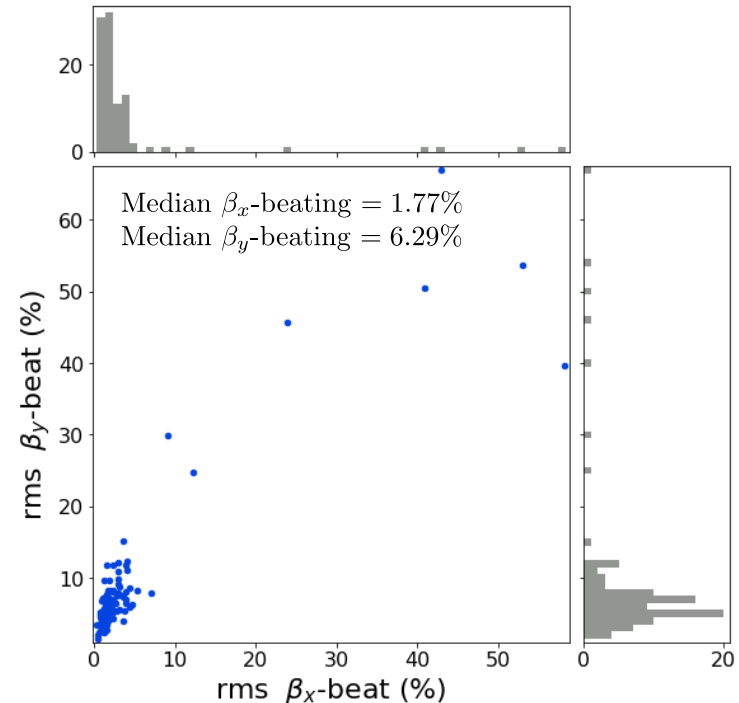 20
0
Median βx-beating = 1.77%
Median βy-beating = 6.29%
60
50
40
30
20
10
rms βy-beat (%)
0 10 20 30 40 50
0 20
rms βx-beat (%)